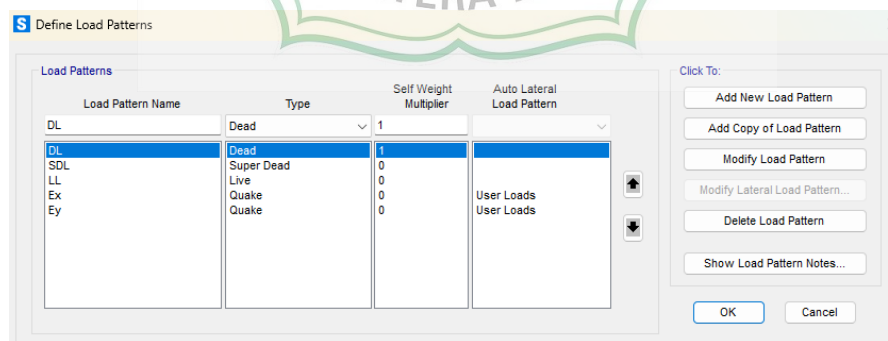 S Define Load Patterns
Load Patterns
Click To:
Load Pattern Name Type Self Weight Multiplier Auto Lateral Load Pattern
DL Dead 1
DL Dead 1
SDL Super Dead 0
LL Live 0
Ex Quake 0 User Loads
Ey Quake 0 User Loads
Add New Load Pattern
Add Copy of Load Pattern
Modify Load Pattern
Modify Lateral Load Pattern...
Delete Load Pattern
Show Load Pattern Notes...
OK Cancel